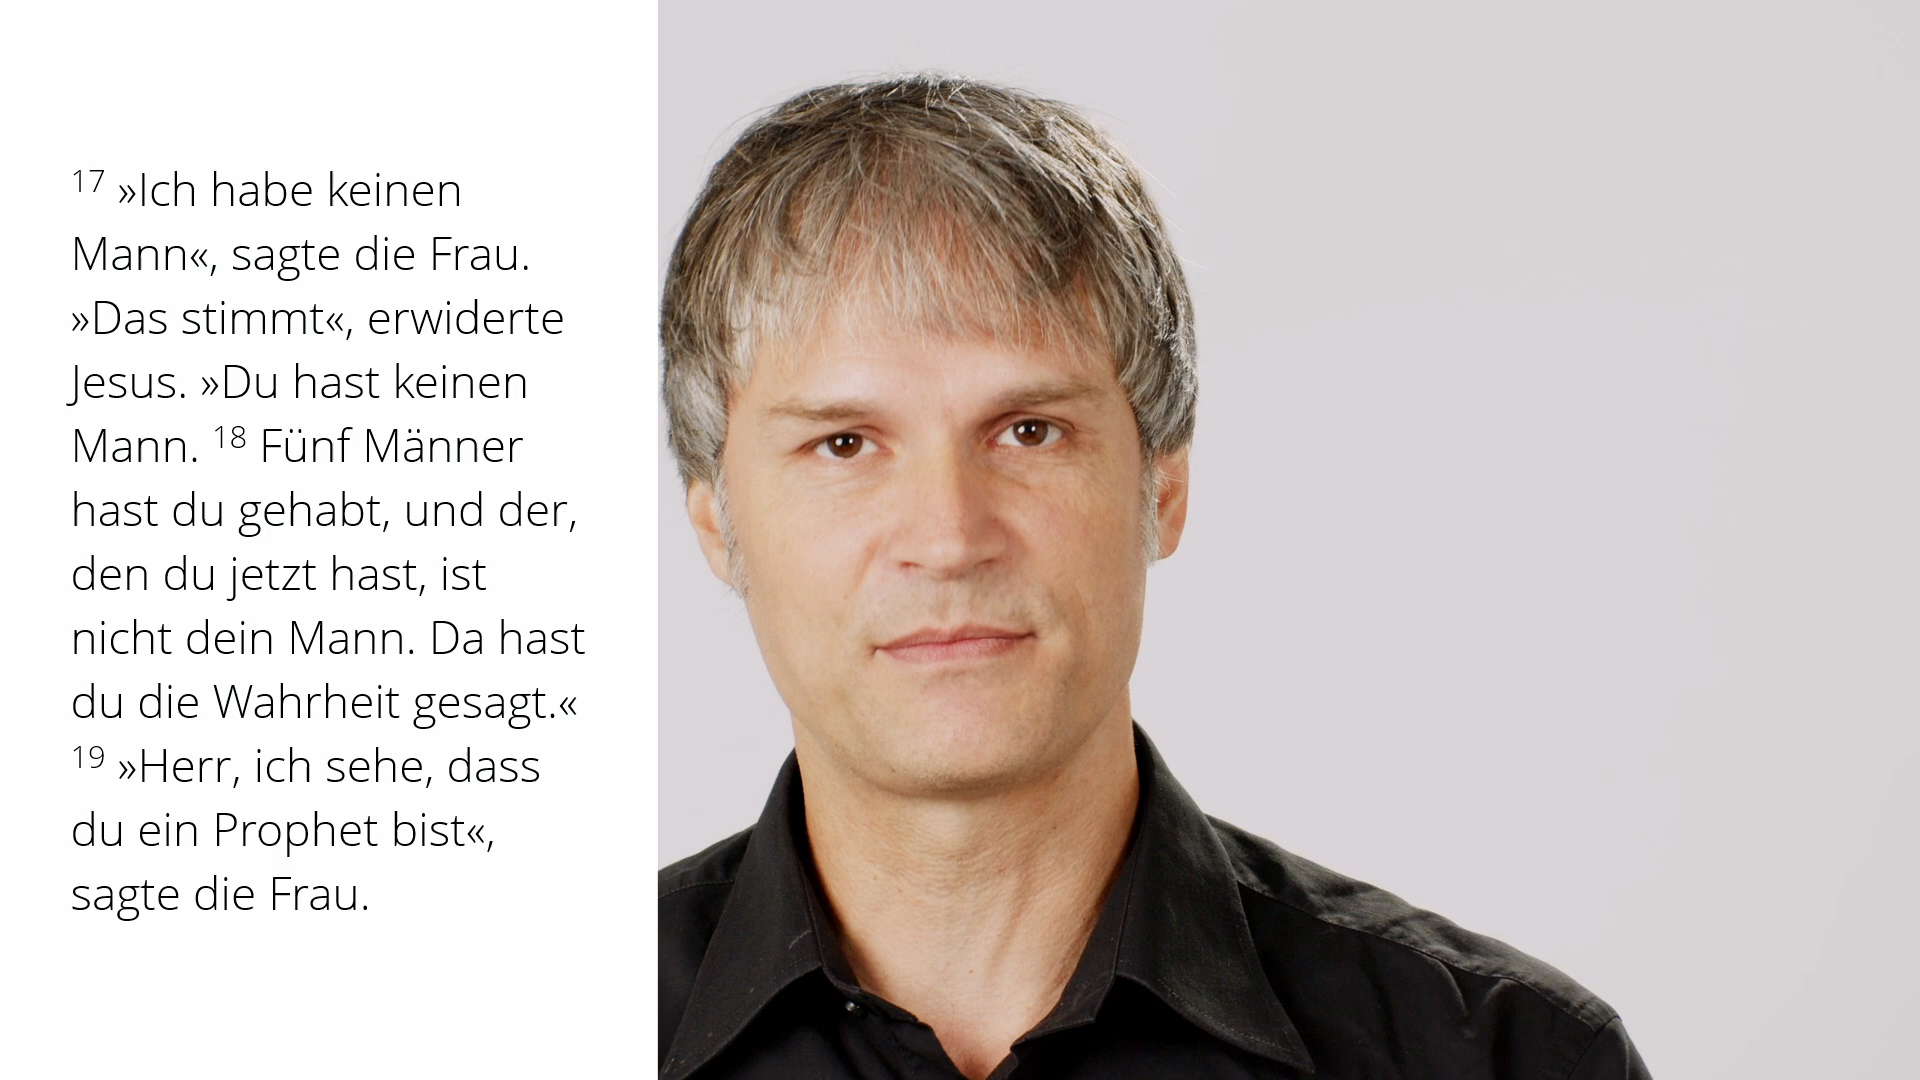 17 »Ich habe keinen
Mann«, sagte die Frau.
»Das stimmt«, erwiderte
Jesus. »Du hast keinen
Mann. 18 Fünf Männer
hast du gehabt, und der,
den du jetzt hast, ist
nicht dein Mann. Da hast
du die Wahrheit gesagt.«
19 »Herr, ich sehe, dass
du ein Prophet bist«,
sagte die Frau.